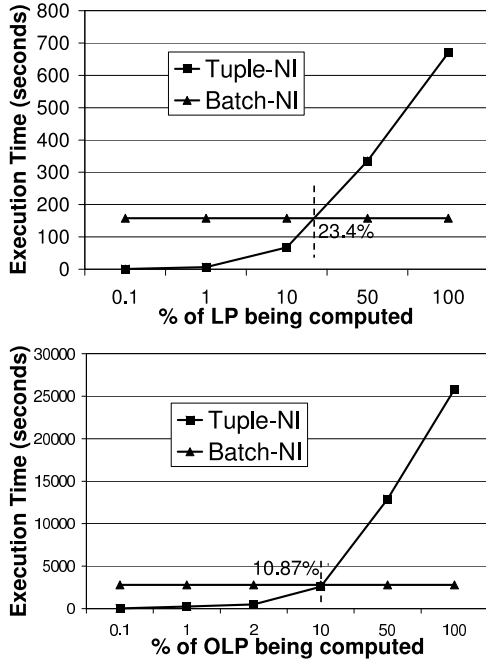 800
700
600
500
400
300
200
100
0
Execution Time (seconds)
Tuple-NI
Batch-NI
23.4%
0.1 1 10 50 100
% of LP being computed
30000
25000
20000
15000
10000
5000
0
Execution Time (seconds)
Tuple-NI
Batch-NI
10.87%
0.1 1 2 10 50 100
% of OLP being computed